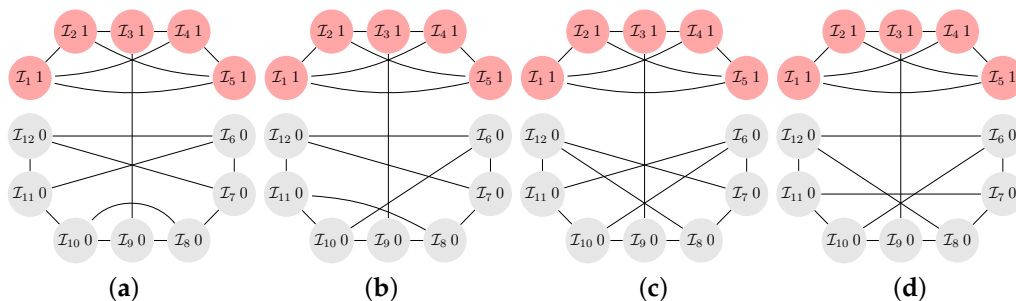 I₂ 1 I₃ 1 I₄ 1 I₂ 1 I₃ 1 I₄ 1 I₂ 1 I₃ 1 I₄ 1 I₂ 1 I₃ 1 I₄ 1
I₁ 1 I₅ 1 I₁ 1 I₅ 1 I₁ 1 I₅ 1 I₁ 1 I₅ 1
I₁₂ 0 I₆ 0 I₁₂ 0 I₆ 0 I₁₂ 0 I₆ 0 I₁₂ 0 I₆ 0
I₁₁ 0 I₇ 0 I₁₁ 0 I₇ 0 I₁₁ 0 I₇ 0 I₁₁ 0 I₇ 0
I₁₀ 0 I₉ 0 I₈ 0 I₁₀ 0 I₉ 0 I₈ 0 I₁₀ 0 I₉ 0 I₈ 0 I₁₀ 0 I₉ 0 I₈ 0
(a) (b) (c) (d)